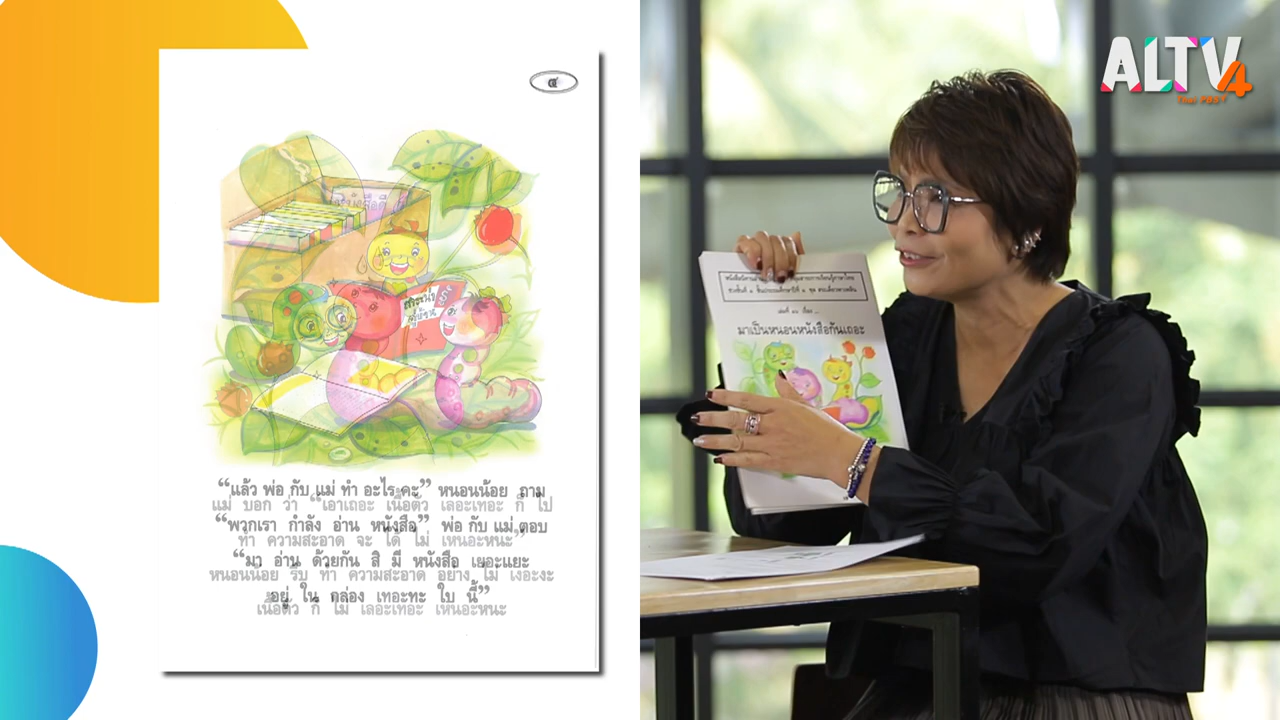 ๕
“แล้ว พ่อ กับ แม่ ทำ อะไร คะ” หนอนน้อย ถาม
แม่ บอก ว่า “เอาเถอะ เนื้อตัว เลอะเทอะ ก็ ไป
“พวกเรา กำลัง อ่าน หนังสือ” พ่อ กับ แม่ ตอบ
ทำ ความสะอาด จะ ได้ ไม่ เหนอะหนะ”
“มา อ่าน ด้วยกัน สิ มี หนังสือ เยอะแยะ
หนอนน้อย รีบ ทำ ความสะอาด อย่าง ไม่ เงอะงะ
อยู่ ใน กล่อง เทอะทะ ใบ นี้”
เนื้อตัว ก็ ไม่ เลอะเทอะ เหนอะหนะ
ALTV4
Thai PBS
มาเป็นหนอนหนังสือกันเถอะ